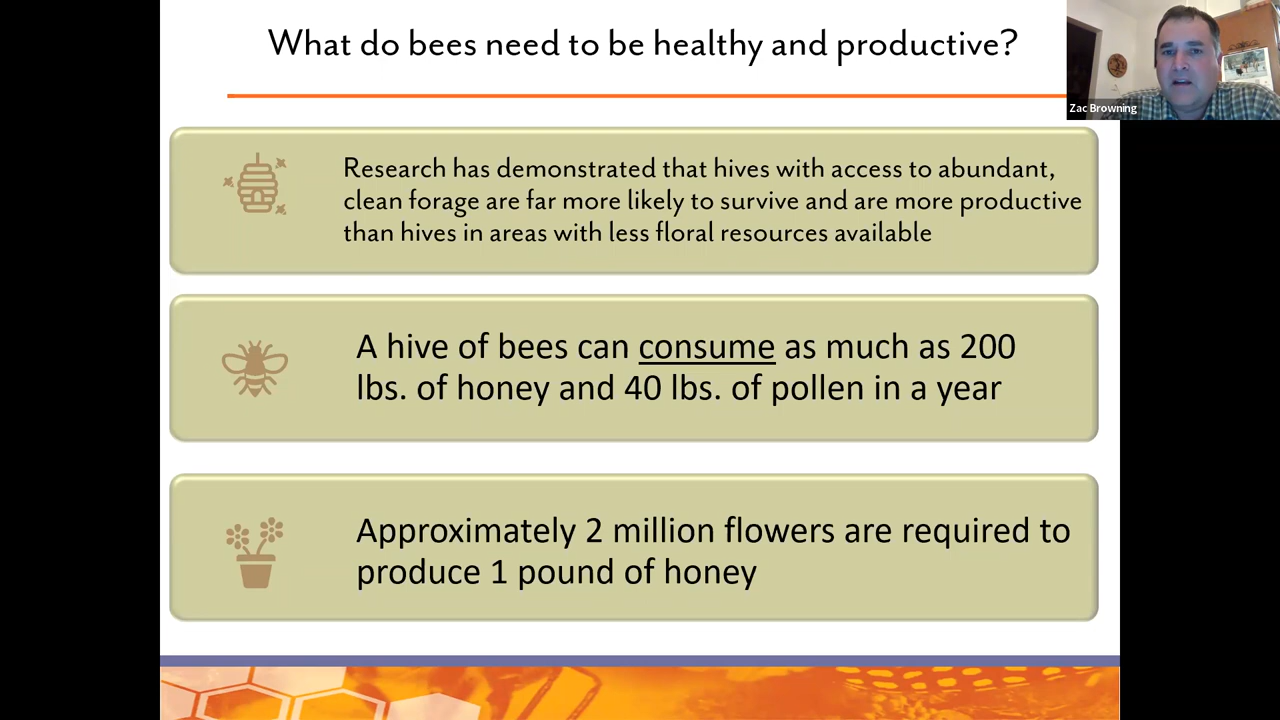 What do bees need to be healthy and productive?
Zac Browning
Research has demonstrated that hives with access to abundant,
clean forage are far more likely to survive and are more productive
than hives in areas with less floral resources available
A hive of bees can consume as much as 200
lbs. of honey and 40 lbs. of pollen in a year
Approximately 2 million flowers are required to
produce 1 pound of honey